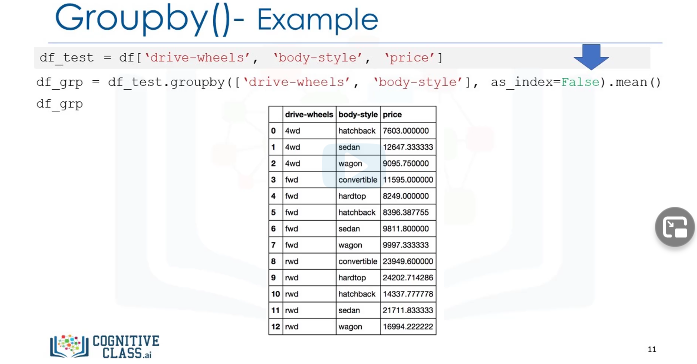 Groupby()- Example
df_test = df[‘drive-wheels’, ‘body-style’, ‘price’]
df_grp = df_test.groupby([‘drive-wheels’, ‘body-style’], as_index=False).mean()
df_grp
drive-wheels body-style price
0 4wd hatchback 7603.000000
1 4wd sedan 12647.333333
2 4wd wagon 9095.750000
3 fwd convertible 11595.000000
4 fwd hardtop 8249.000000
5 fwd hatchback 8396.387755
6 fwd sedan 9811.800000
7 fwd wagon 9997.333333
8 rwd convertible 23949.600000
9 rwd hardtop 24202.714286
10 rwd hatchback 14337.777778
11 rwd sedan 21711.833333
12 rwd wagon 16994.222222
COGNITIVE
CLASS.ai
11